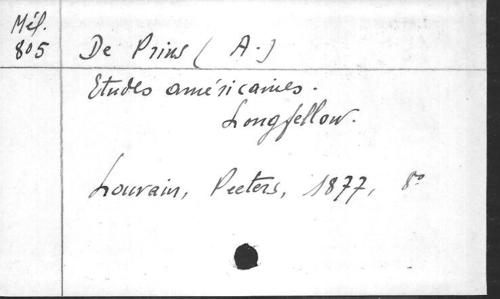 Mél.
805
De Prins (A.)
Etudes américaines.
Longfellow.
Louvain, Peeters, 1877, 8°